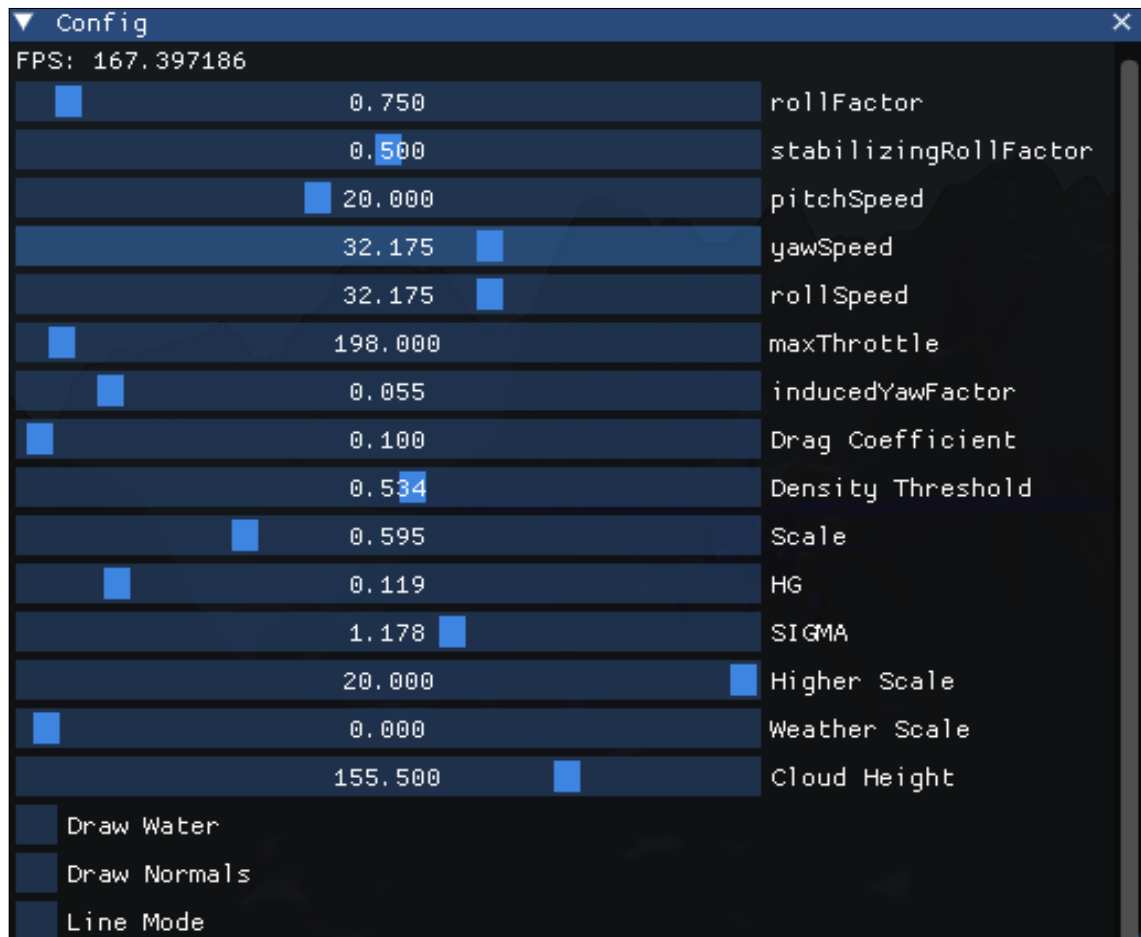 Config
FPS: 167.397186
0.750 rollFactor
0.500 stabilizingRollFactor
20.000 pitchSpeed
32.175 yawSpeed
32.175 rollSpeed
198.000 maxThrottle
0.055 inducedYawFactor
0.100 Drag Coefficient
0.534 Density Threshold
0.595 Scale
0.119 HG
1.178 SIGMA
20.000 Higher Scale
0.000 Weather Scale
155.500 Cloud Height
Draw Water
Draw Normals
Line Mode